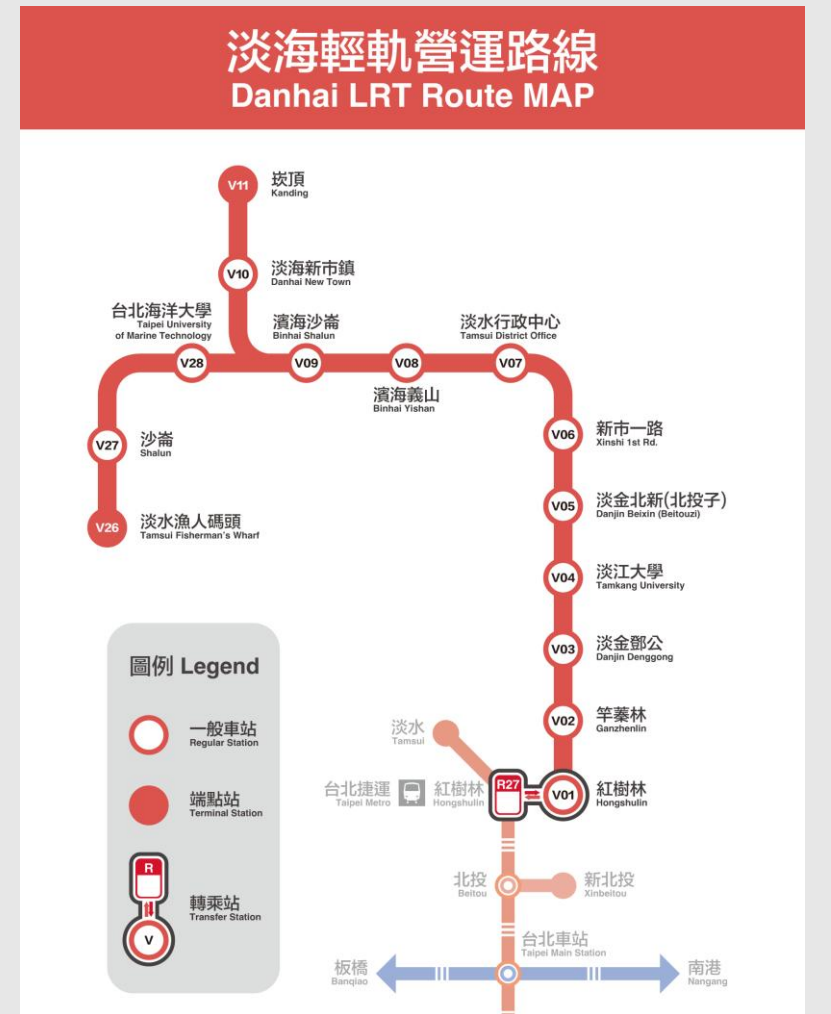 淡海輕軌營運路線
Danhai LRT Route MAP
V11
崁頂
Kanding
V10
淡海新市鎮
Danhai New Town
台北海洋大學
Taipei University
of Marine Technology
V28
濱海沙崙
Binhai Shalun
V09
V08
濱海義山
Binhai Yishan
淡水行政中心
Tamsui District Office
V07
V06
新市一路
Xinshi 1st Rd.
V27
沙崙
Shalun
V05
淡金北新(北投子)
Danjin Beixin (Beitouzi)
V26
淡水漁人碼頭
Tamsui Fisherman's Wharf
V04
淡江大學
Tamkang University
V03
淡金鄧公
Danjin Denggong
V02
竿蓁林
Ganzhenlin
淡水
Tamsui
台北捷運
Taipei Metro
紅樹林
Hongshulin
R27
V01
紅樹林
Hongshulin
北投
Beitou
新北投
Xinbeitou
台北車站
Taipei Main Station
板橋
Banqiao
南港
Nangang
圖例 Legend
一般車站
Regular Station
端點站
Terminal Station
R
V
轉乘站
Transfer Station